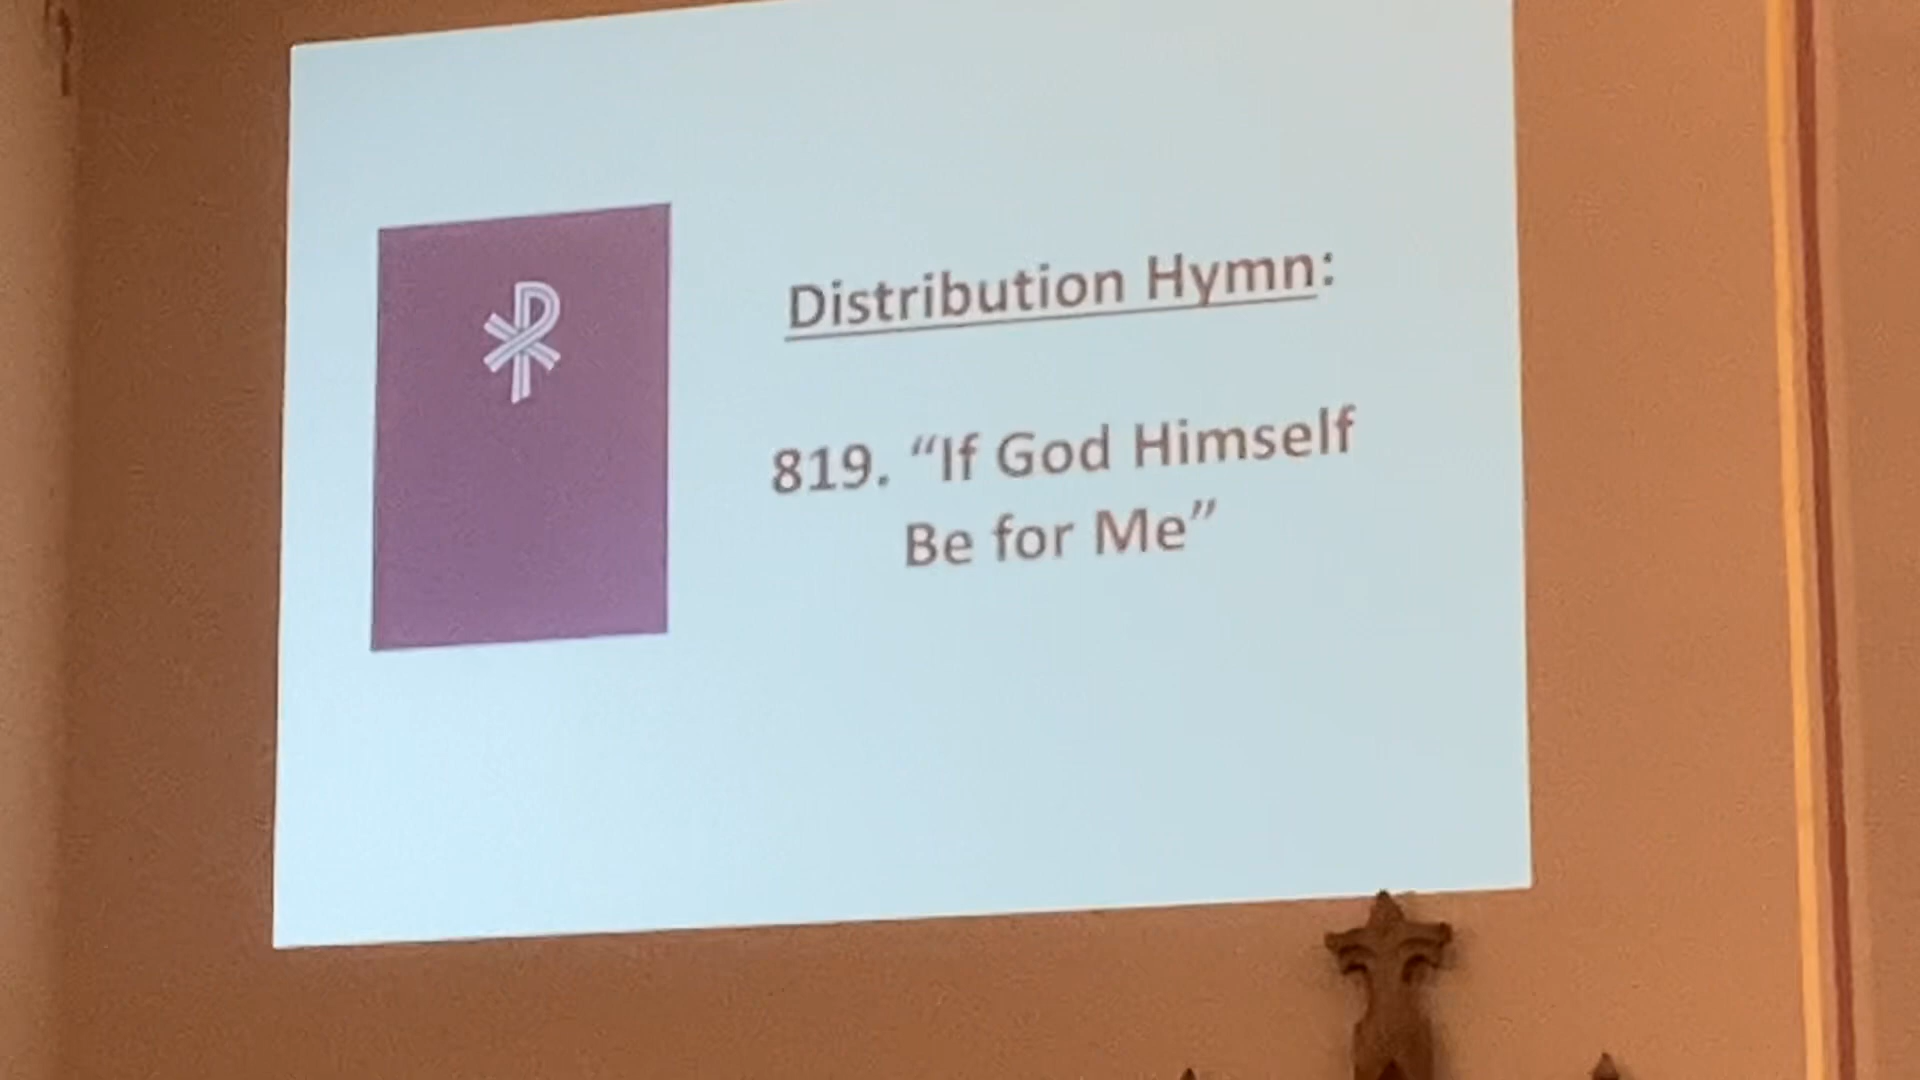 Distribution Hymn:
819. “If God Himself
Be for Me”